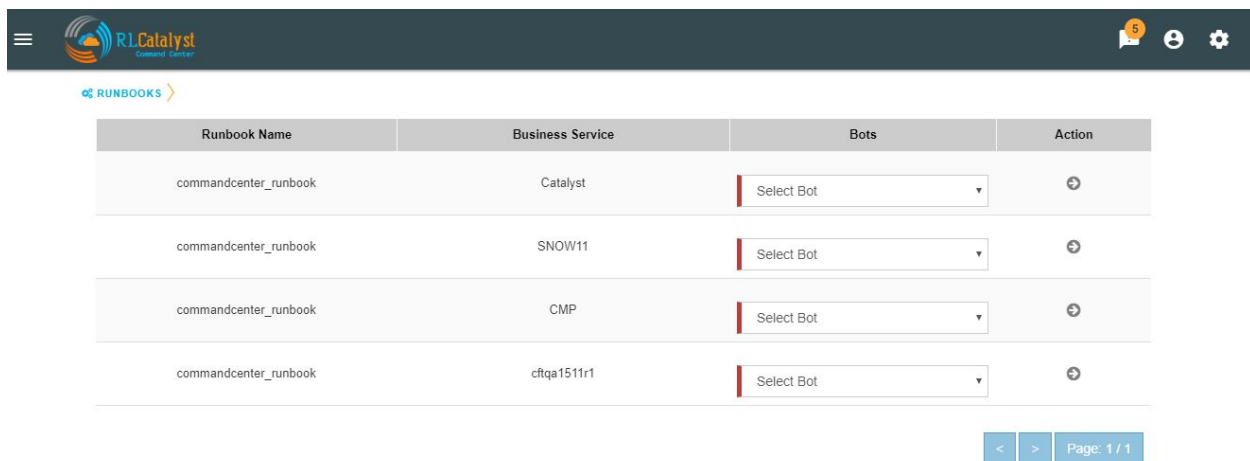 5
RLCatalyst
Command Center
RUNBOOKS
Runbook Name Business Service Bots Action
commandcenter_runbook Catalyst Select Bot
commandcenter_runbook SNOW11 Select Bot
commandcenter_runbook CMP Select Bot
commandcenter_runbook cftqa1511r1 Select Bot
< > Page: 1 / 1